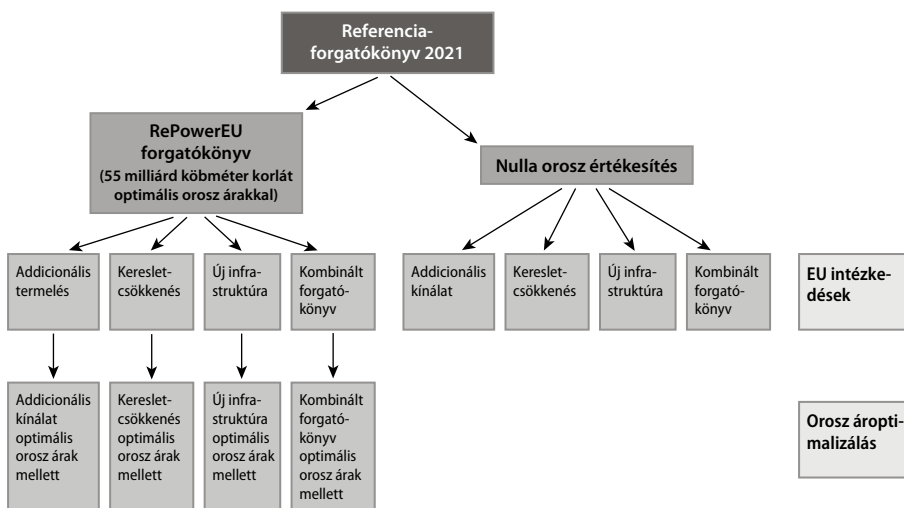 Referencia-
forgatókönyv 2021
RePowerEU
forgatókönyv
(55 milliárd köbméter korlát
optimális orosz árakkal)
Nulla orosz értékesítés
Addicionális
termelés
Kereslet-
csökkenés
Új infra-
struktúra
Kombinált
forgató-
könyv
Addicionális
kínálat
Kereslet-
csökkenés
Új infra-
struktúra
Kombinált
forgató-
könyv
EU intézke-
dések
Addicionális
kínálat
optimális
orosz árak
mellett
Kereslet-
csökkenés
optimális
orosz árak
mellett
Új infra-
struktúra
optimális
orosz árak
mellett
Kombinált
forgató-
könyv
optimális
orosz árak
mellett
Orosz áropti-
malizálás